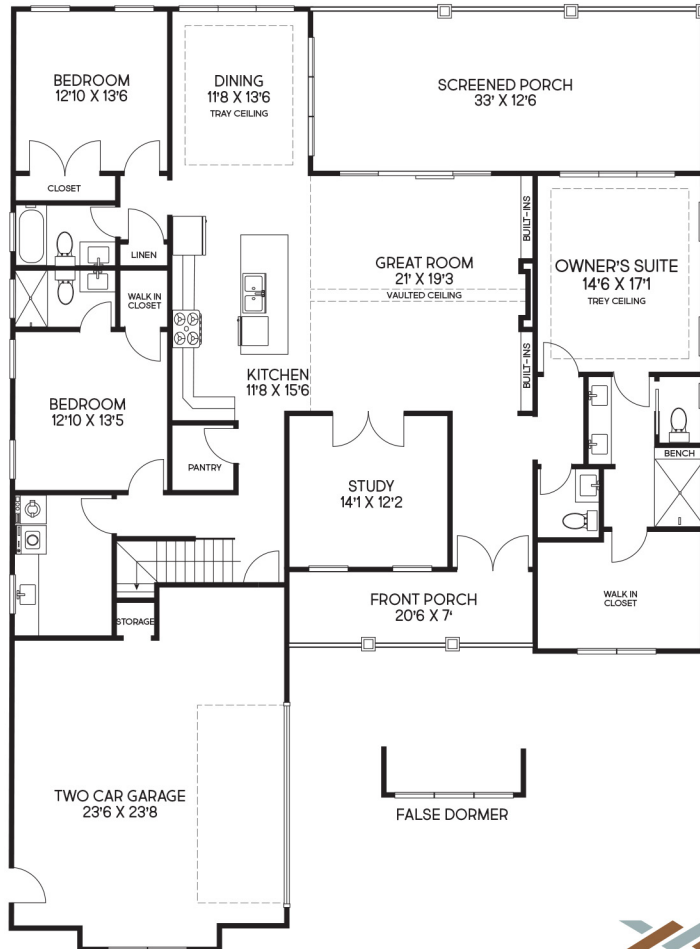 BEDROOM
12'10 X 13'6
DINING
11'8 X 13'6
TRAY CEILING
SCREENED PORCH
33' X 12'6
CLOSET
LINEN
WALK IN
CLOSET
BUILT-INS
GREAT ROOM
21' X 19'3
VAULTED CEILING
OWNER'S SUITE
14'6 X 17'1
TREY CEILING
BUILT-INS
KITCHEN
11'8 X 15'6
BEDROOM
12'10 X 13'5
PANTRY
STUDY
14'1 X 12'2
BENCH
WALK IN
CLOSET
FRONT PORCH
20'6 X 7'
STORAGE
TWO CAR GARAGE
23'6 X 23'8
FALSE DORMER